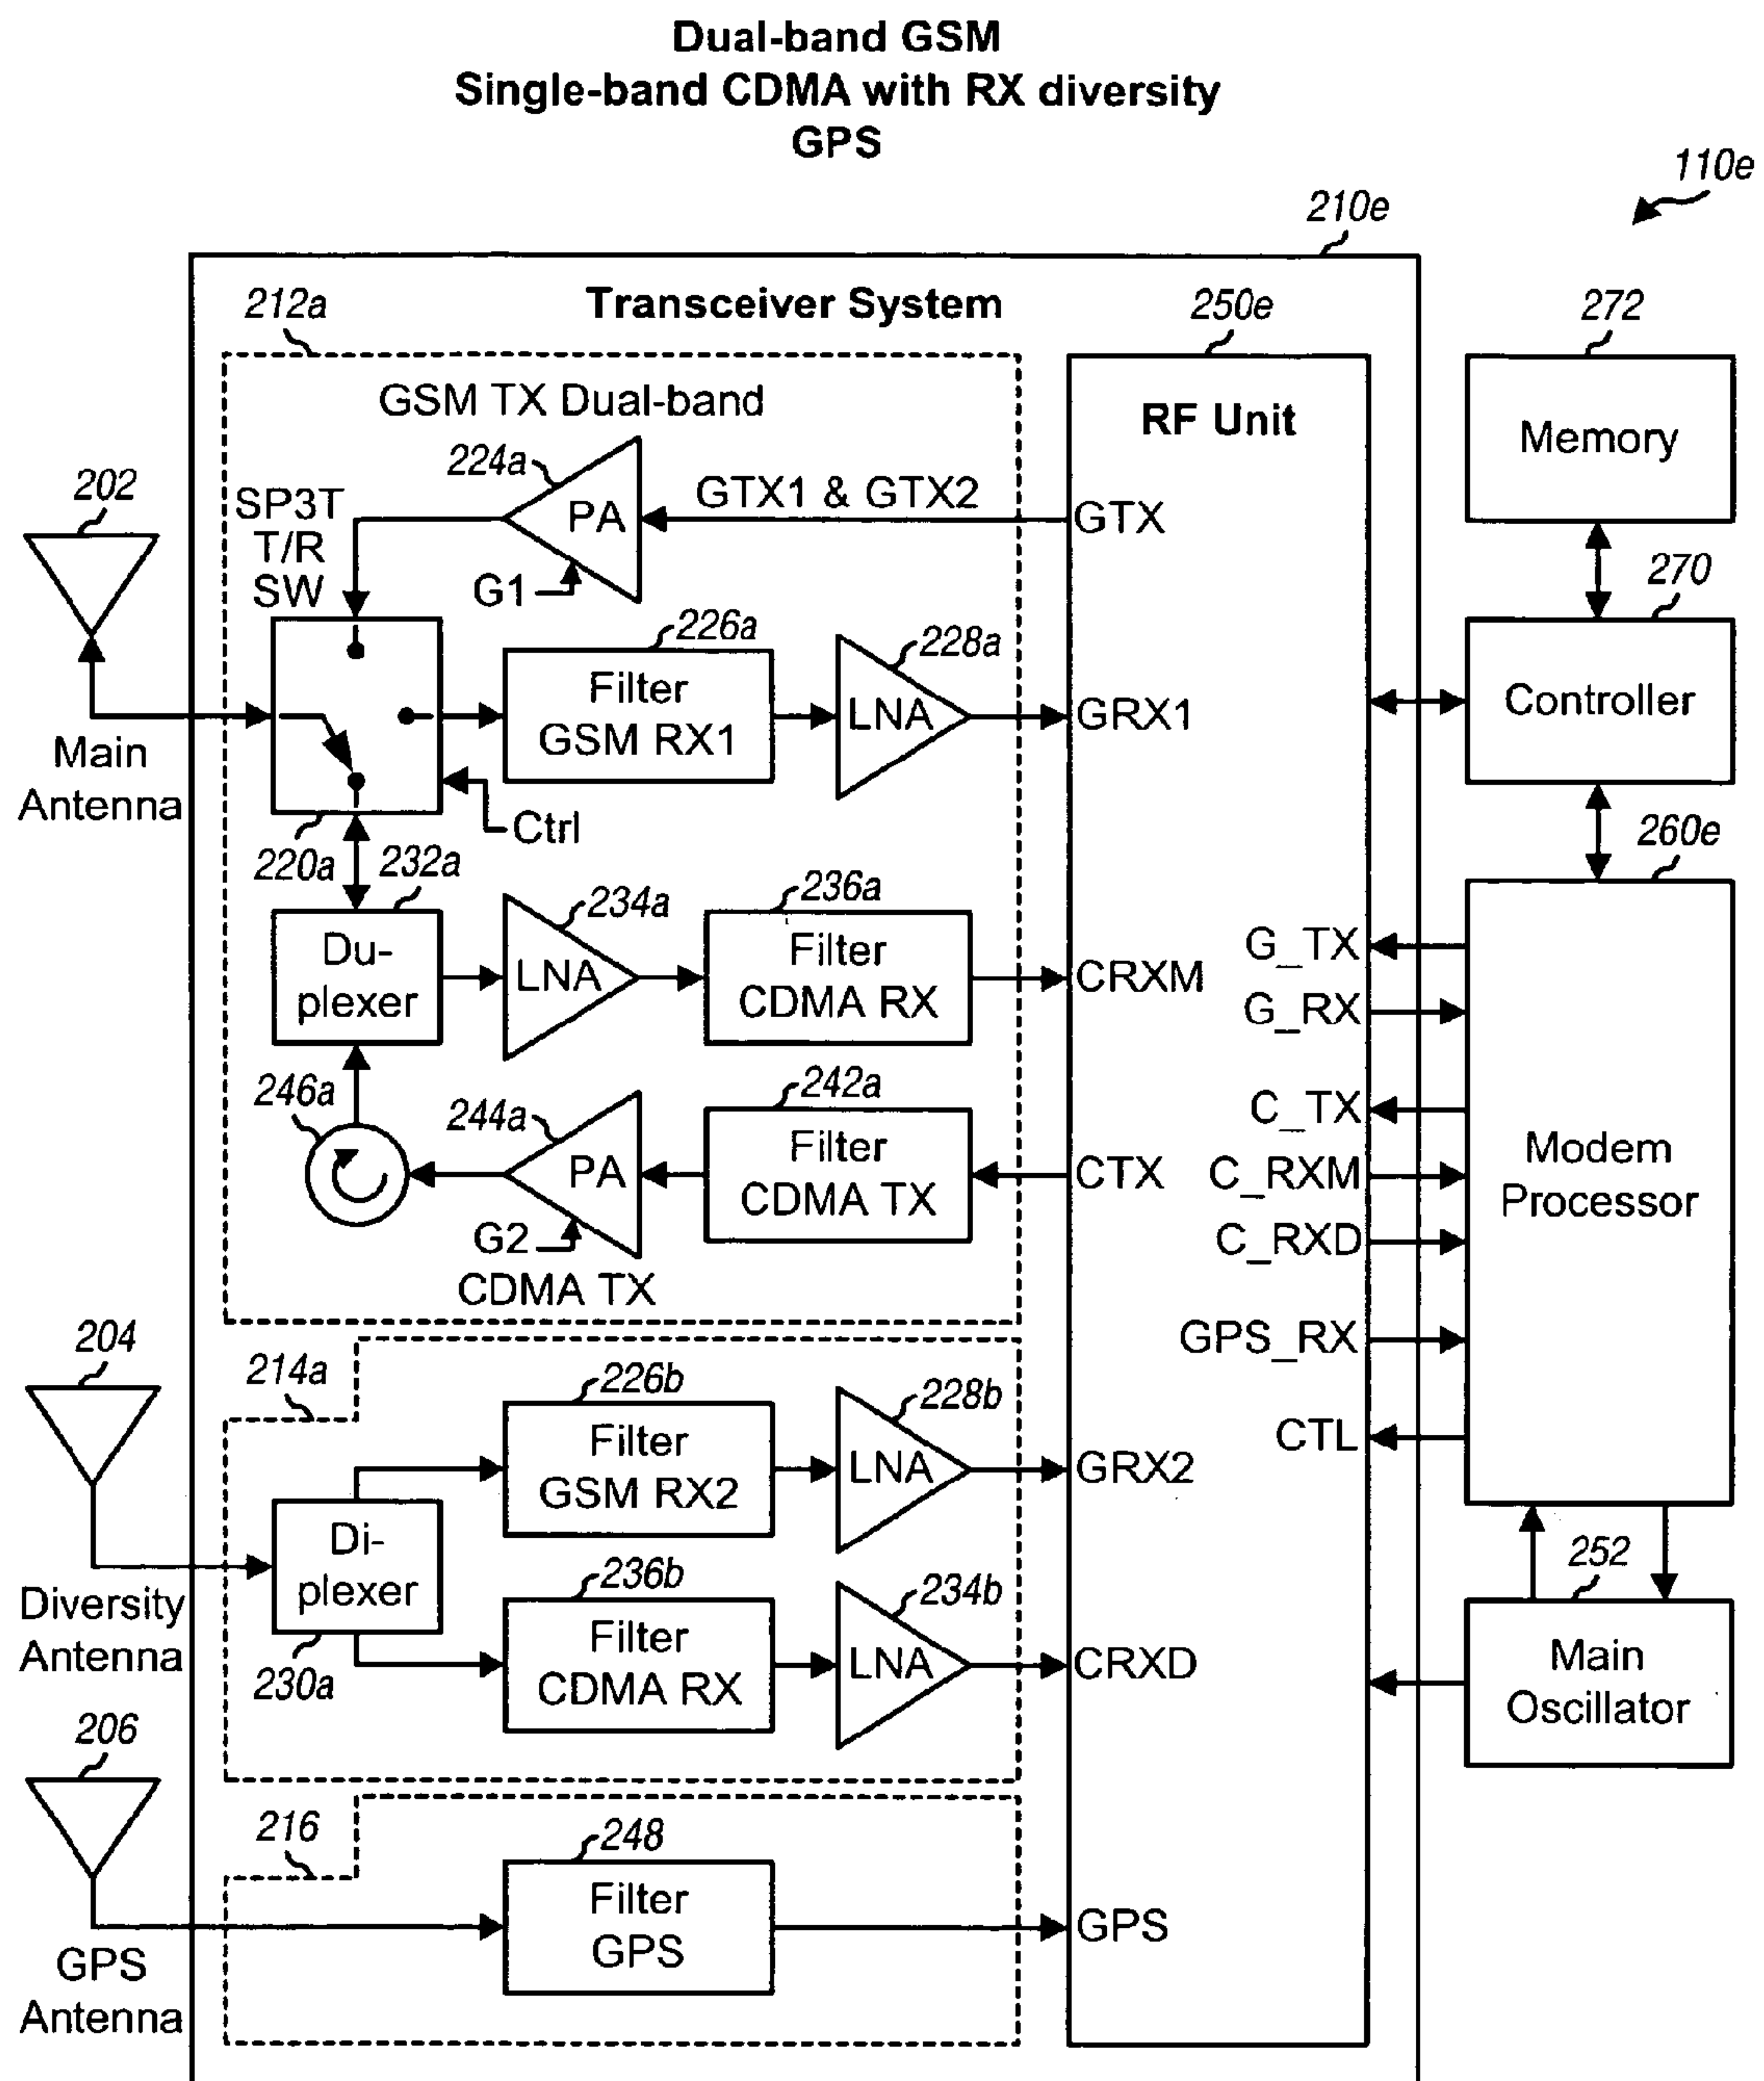 Dual-band GSM
Single-band CDMA with RX diversity
GPS
110e
210e
212a
Transceiver System
250e
272
GSM TX Dual-band
RF Unit
Memory
202
SP3T
T/R
SW
224a
PA
G1
GTX1 & GTX2
GTX
270
226a
228a
Filter
GSM RX1
LNA
GRX1
Controller
Main
Antenna
Ctrl
220a
232a
260e
234a
236a
Du-
plexer
LNA
Filter
CDMA RX
CRXM
G_TX
G_RX
246a
244a
242a
PA
Filter
CDMA TX
CTX
C_TX
C_RXM
C_RXD
Modem
Processor
G2
CDMA TX
204
214a
226b
228b
GPS_RX
Filter
GSM RX2
LNA
GRX2
CTL
Di-
plexer
230a
236b
234b
252
Diversity
Antenna
Filter
CDMA RX
LNA
CRXD
Main
Oscillator
206
216
248
Filter
GPS
GPS
GPS
Antenna